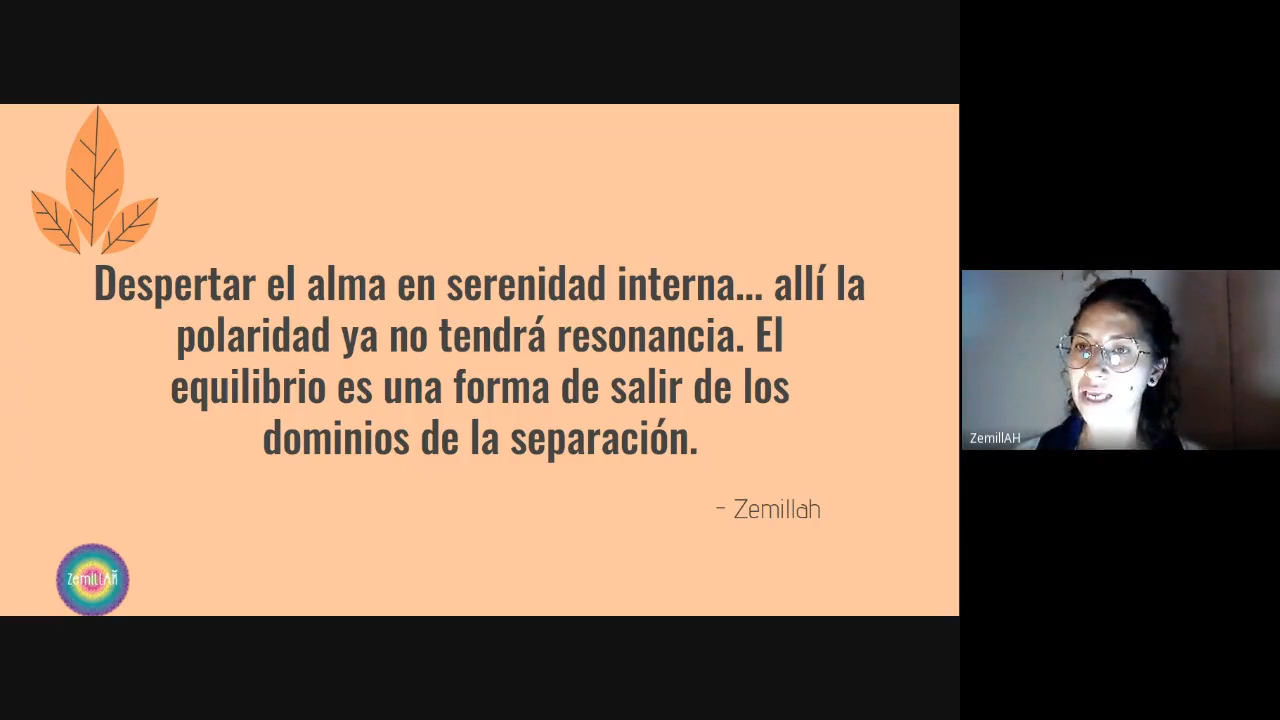 Despertar el alma en serenidad interna... allí la
polaridad ya no tendrá resonancia. El
equilibrio es una forma de salir de los
dominios de la separación.
- Zemillah
ZemillAH
ZemillAH